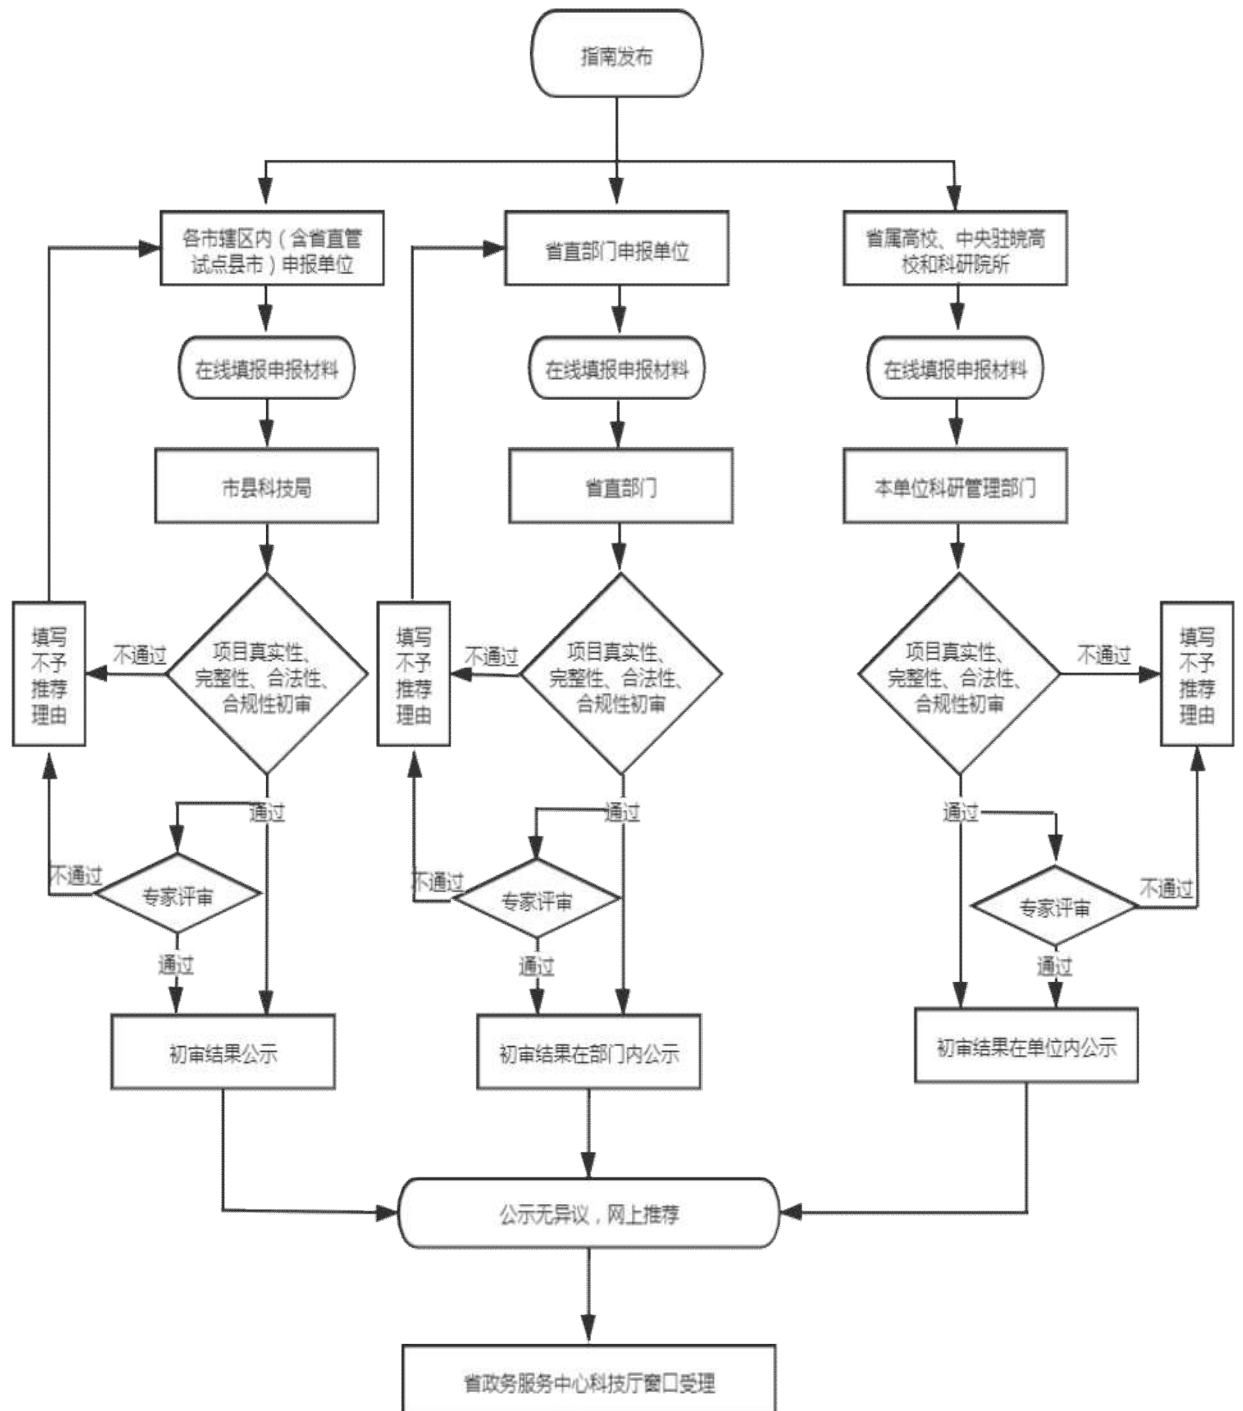 指南发布
各市辖区内（含省直管
试点县市）申报单位
省直部门申报单位
省属高校、中央驻皖高
校和科研院所
在线填报申报材料
在线填报申报材料
在线填报申报材料
市县科技局
省直部门
本单位科研管理部门
填写
不予
推荐
理由
不通过
项目真实性、
完整性、合法性、
合规性初审
填写
不予
推荐
理由
不通过
项目真实性、
完整性、合法性、
合规性初审
项目真实性、
完整性、合法性、
合规性初审
不通过
填写
不予
推荐
理由
通过
通过
通过
不通过
专家评审
不通过
专家评审
专家评审
不通过
通过
通过
通过
初审结果公示
初审结果在部门内公示
初审结果在单位内公示
公示无异议，网上推荐
省政务服务中心科技厅窗口受理